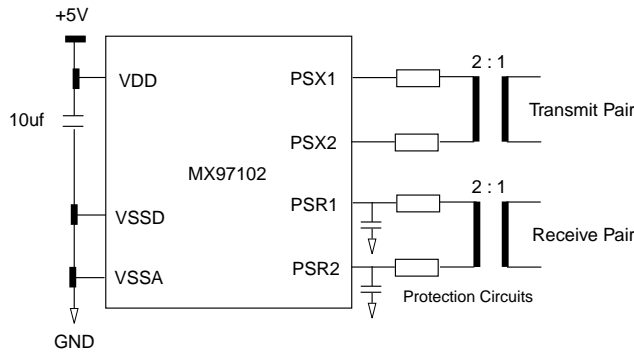 +5V
VDD
10uf
VSSD
VSSA
GND
MX97102
PSX1
PSX2
PSR1
PSR2
2 : 1
Transmit Pair
2 : 1
Receive Pair
Protection Circuits